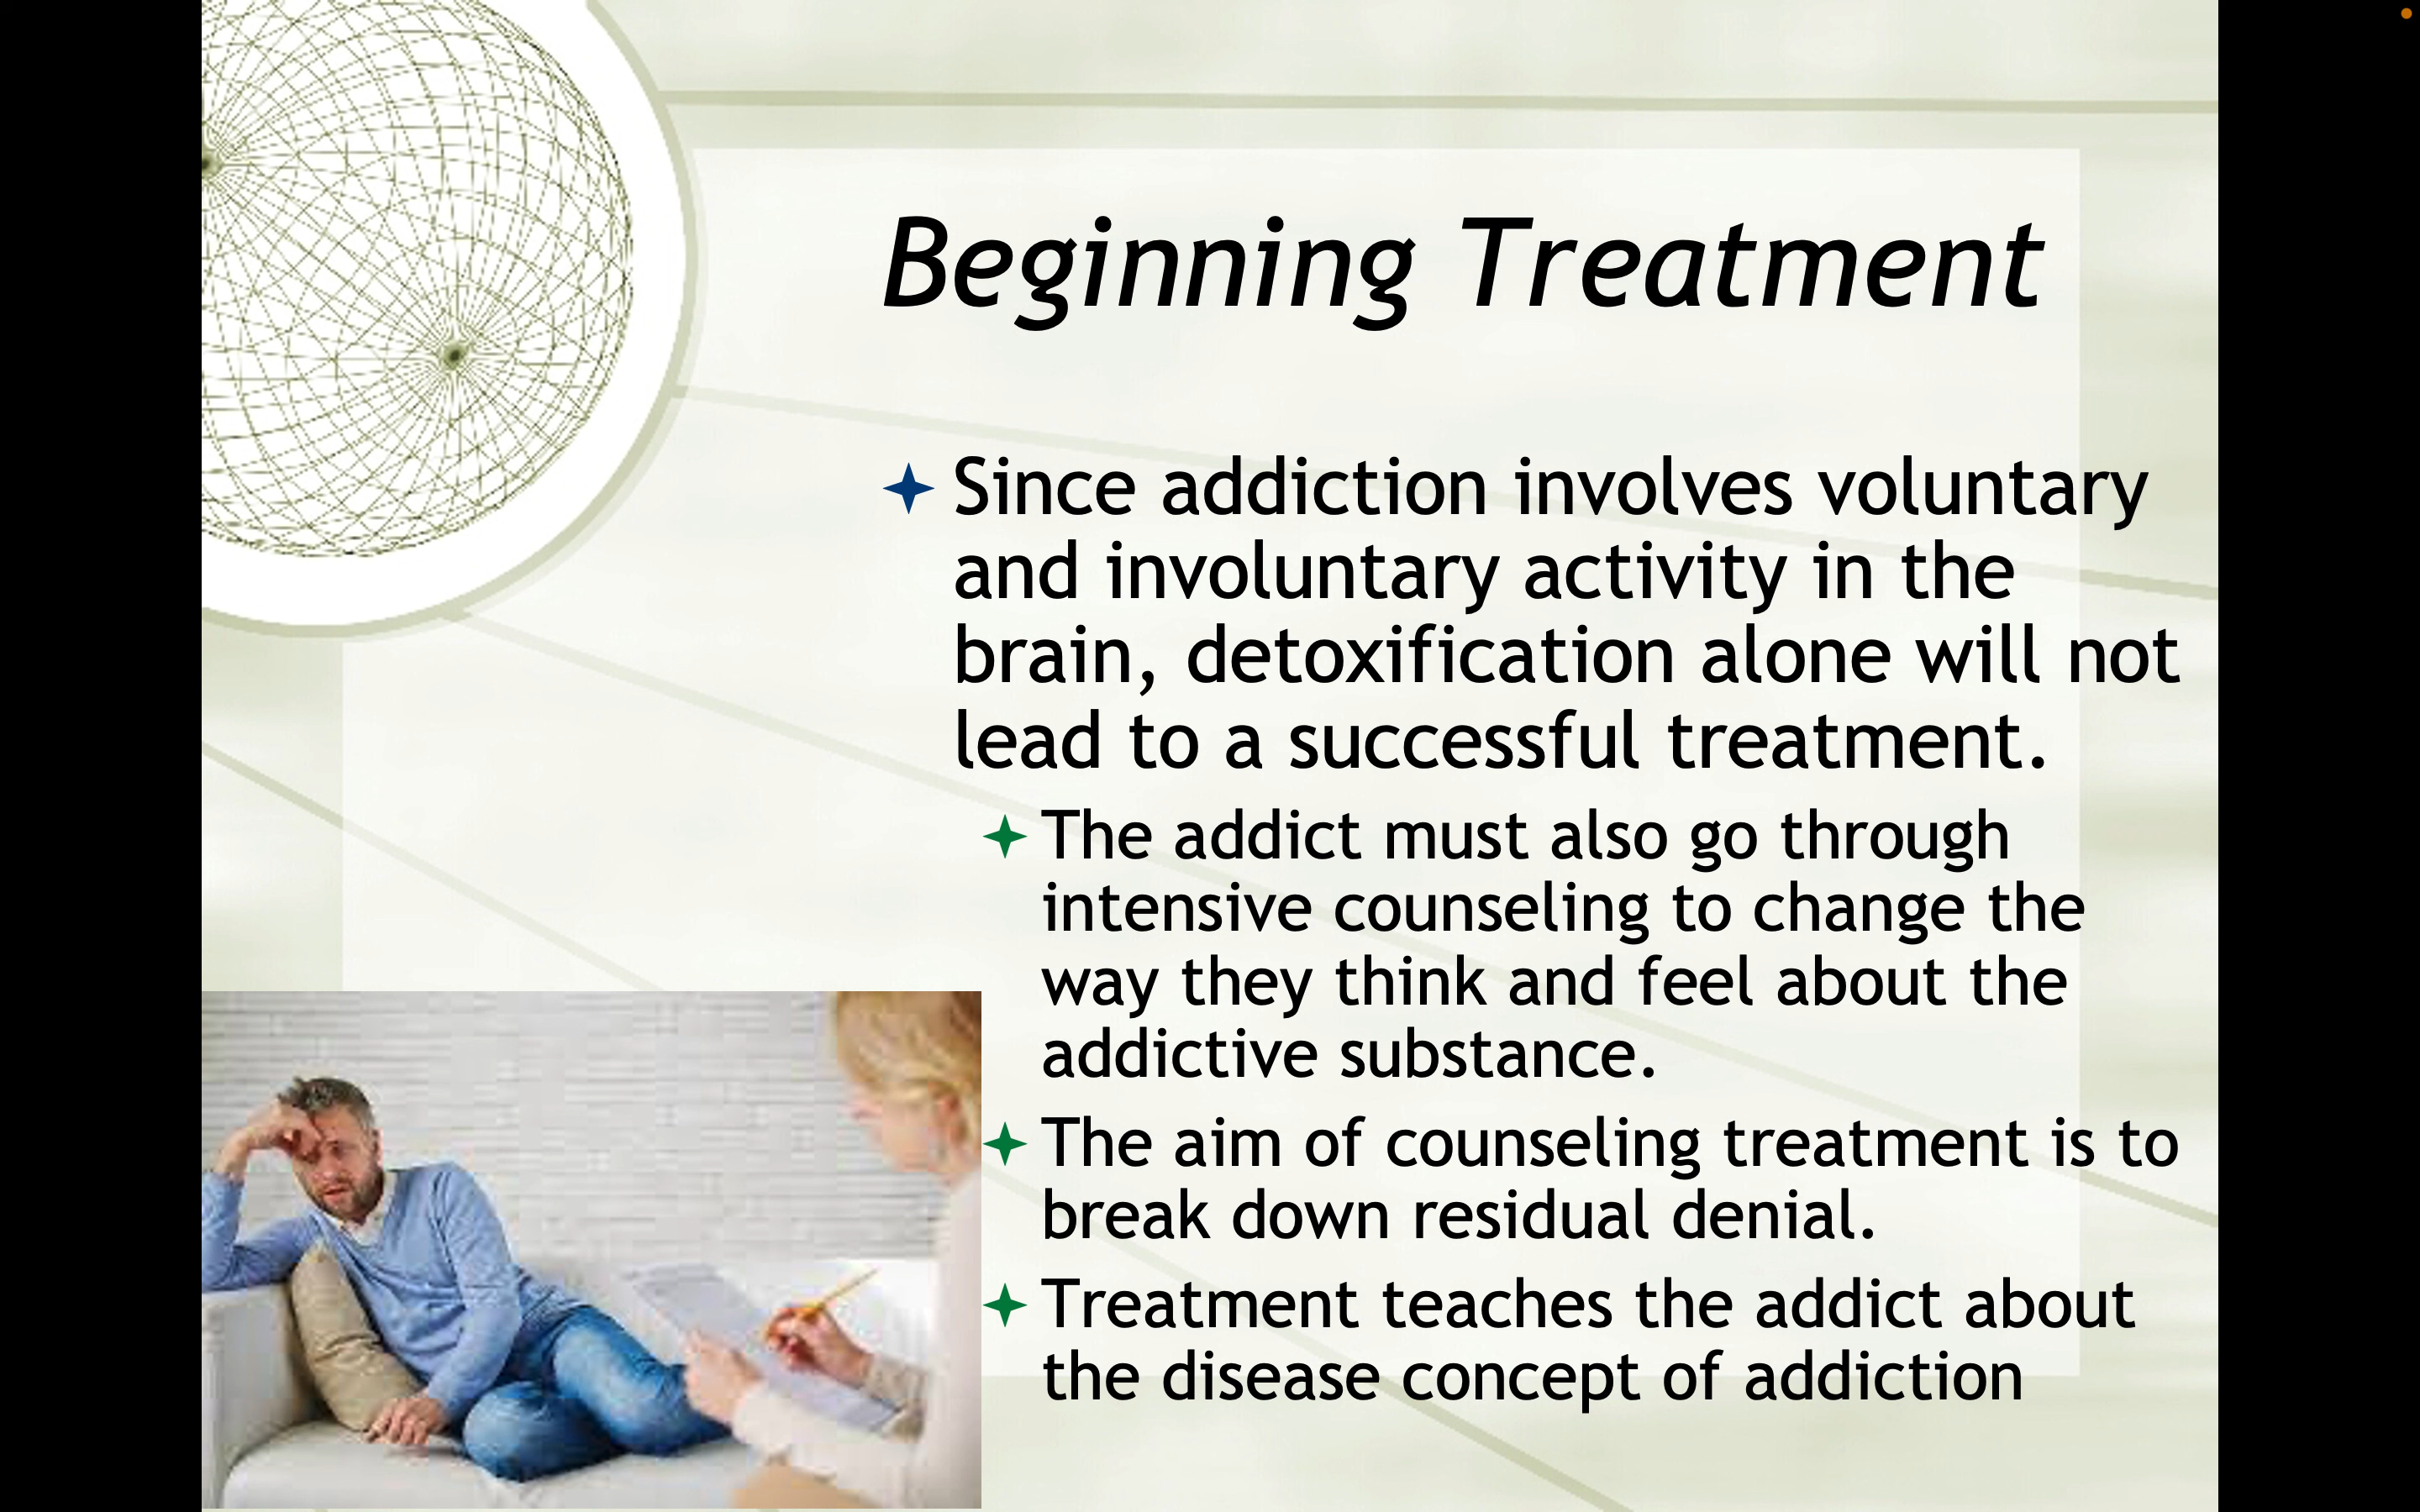 Beginning Treatment
Since addiction involves voluntary
and involuntary activity in the
brain, detoxification alone will not
lead to a successful treatment.
The addict must also go through
intensive counseling to change the
way they think and feel about the
addictive substance.
The aim of counseling treatment is to
break down residual denial.
Treatment teaches the addict about
the disease concept of addiction